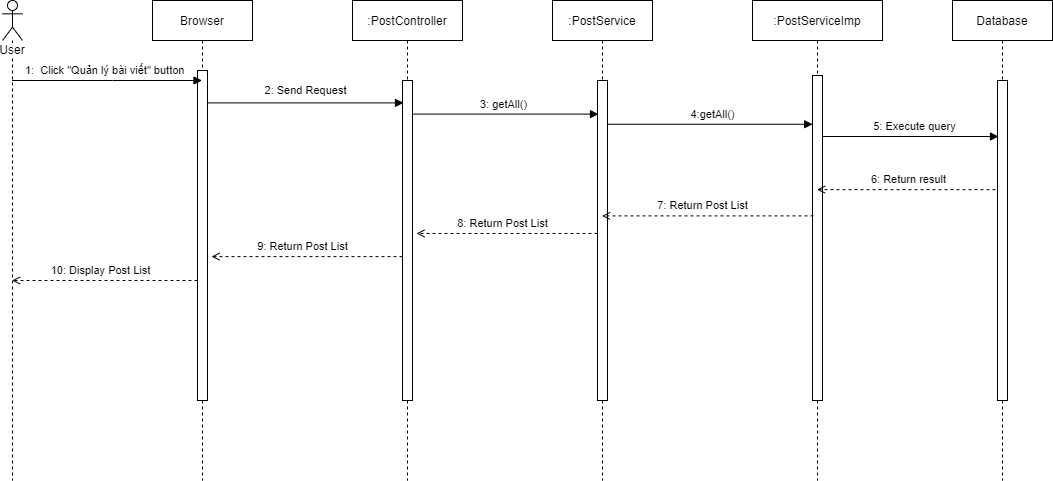 Browser
:PostController
:PostService
:PostServiceImp
Database
User
1:  Click "Quản lý bài viết" button
2: Send Request
3: getAll()
4:getAll()
5: Execute query
6: Return result
7: Return Post List
8: Return Post List
9: Return Post List
10: Display Post List